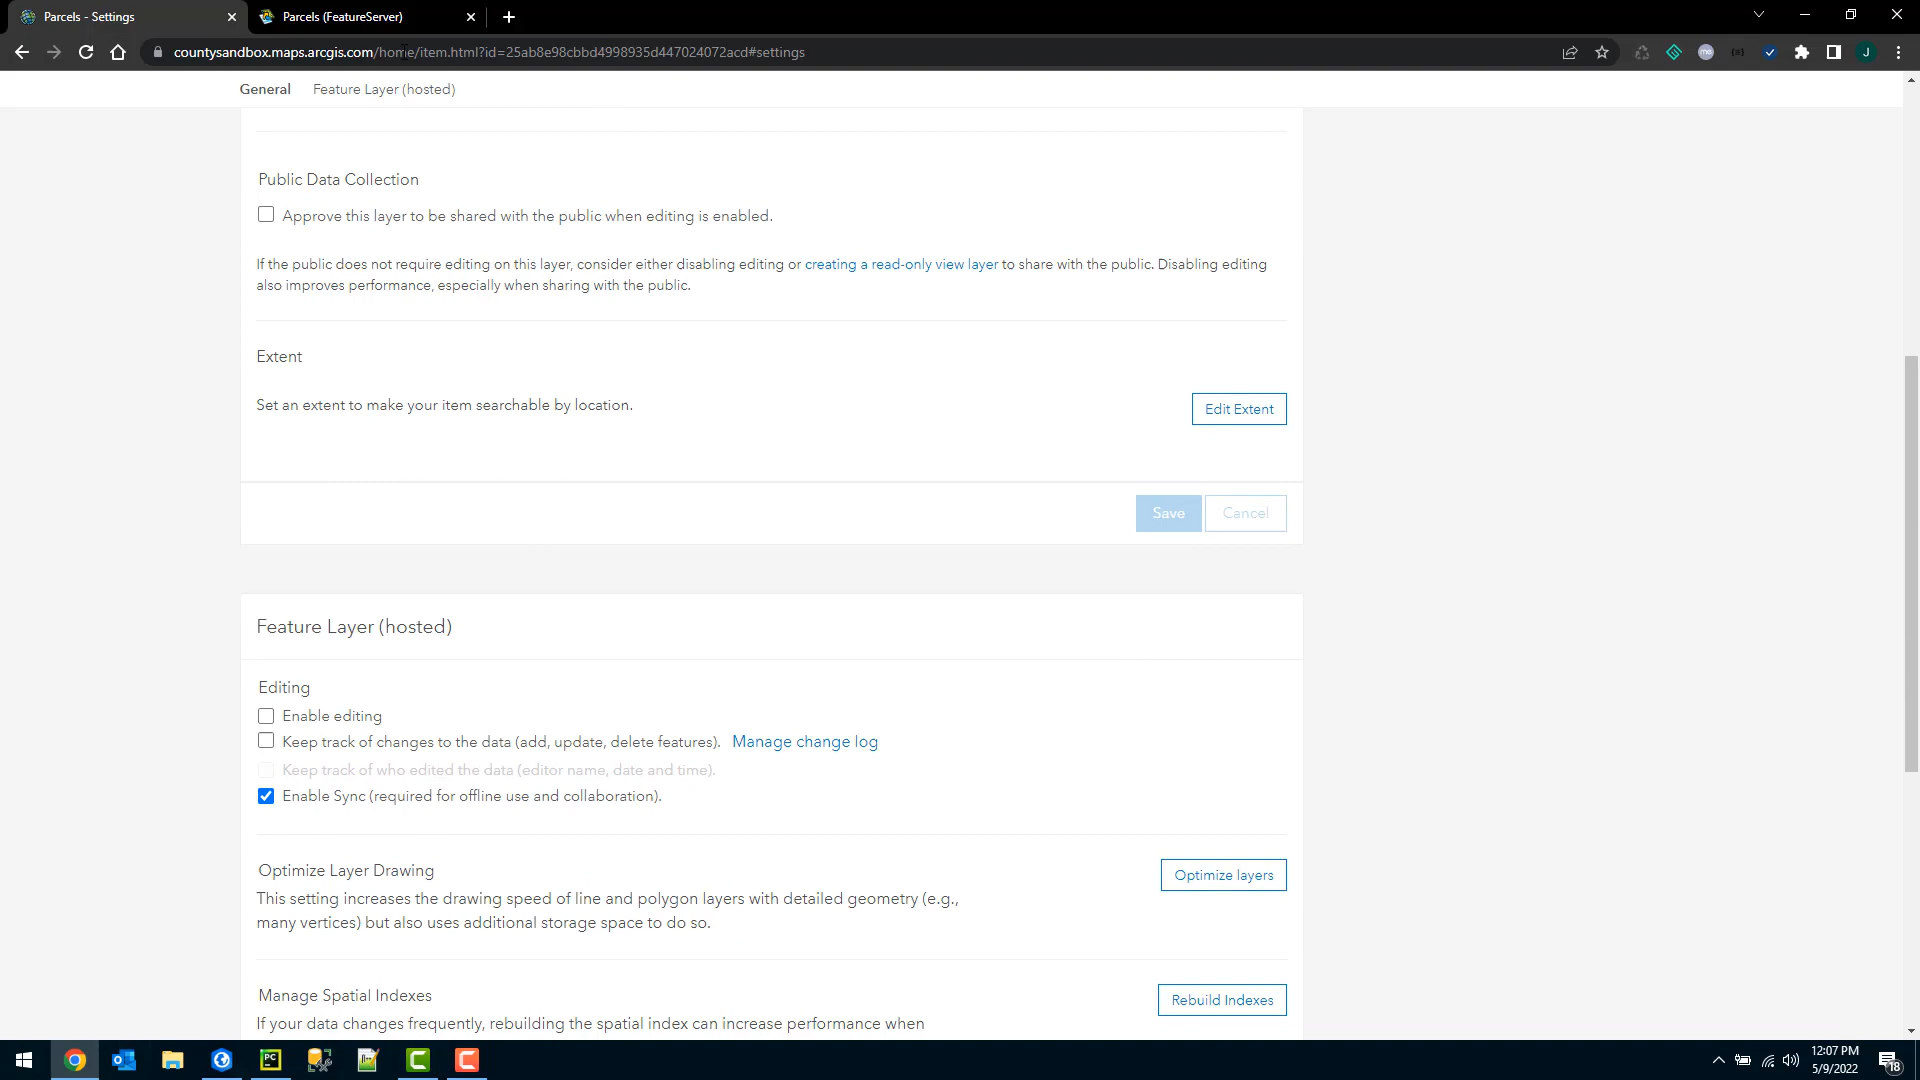 Parcels - Settings
Parcels (FeatureServer)
countysandbox.maps.arcgis.com/home/item.html?id=25ab8e98cbbd4998935d447024072acd#settings
J
General Feature Layer (hosted)
Public Data Collection
Approve this layer to be shared with the public when editing is enabled.
If the public does not require editing on this layer, consider either disabling editing or creating a read-only view layer to share with the public. Disabling editing
also improves performance, especially when sharing with the public.
Extent
Set an extent to make your item searchable by location.
Edit Extent
Save Cancel
Feature Layer (hosted)
Editing
Enable editing
Keep track of changes to the data (add, update, delete features). Manage change log
Keep track of who edited the data (editor name, date and time).
Enable Sync (required for offline use and collaboration).
Optimize Layer Drawing
Optimize layers
This setting increases the drawing speed of line and polygon layers with detailed geometry (e.g.,
many vertices) but also uses additional storage space to do so.
Manage Spatial Indexes
Rebuild Indexes
If your data changes frequently, rebuilding the spatial index can increase performance when
PC
12:07 PM
5/9/2022
18